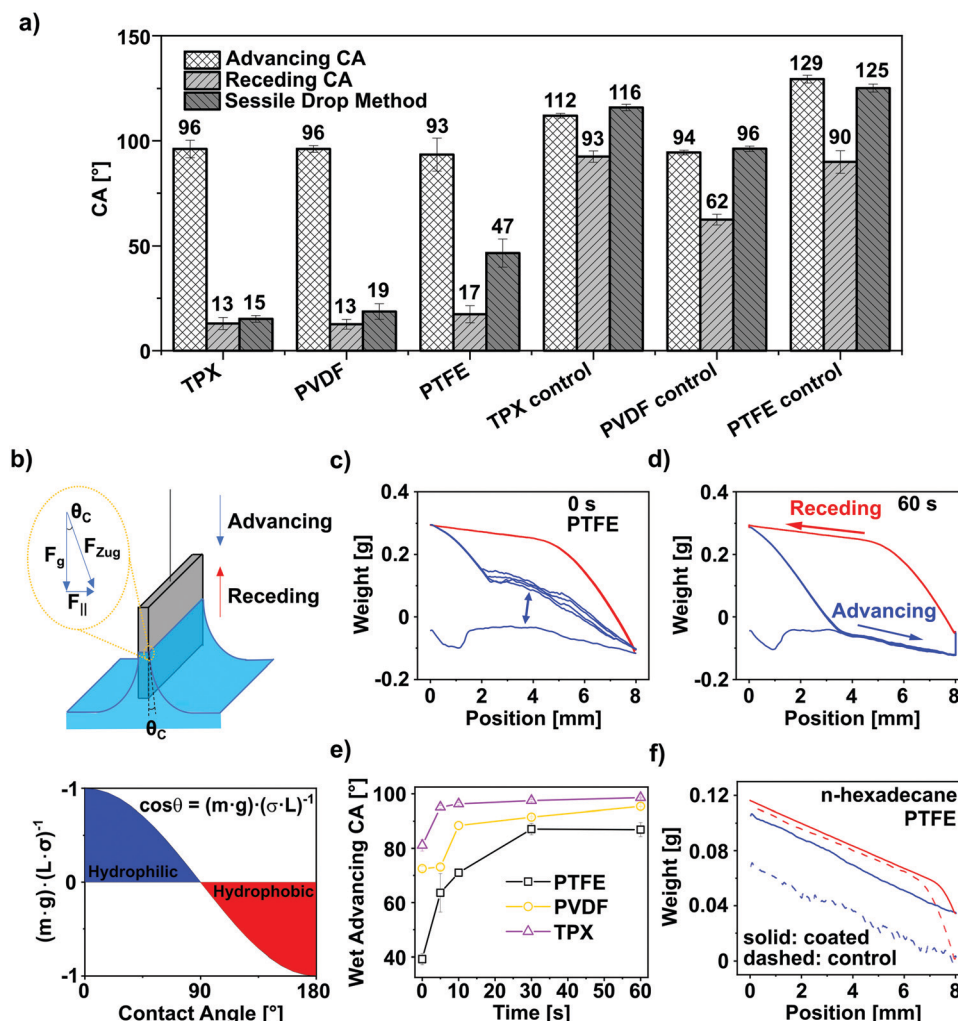 a)
150
100
50
0
CA [°]
Advancing CA
Receding CA
Sessile Drop Method
96
13
15
96
13
19
93
17
47
112
93
116
94
62
96
129
90
125
TPX
PVDF
PTFE
TPX control
PVDF control
PTFE control
b)
θC
Fg
FZug
F||
Advancing
Receding
θC
c)
0.4
0.2
0
-0.2
Weight [g]
0 s
PTFE
0 2 4 6 8
Position [mm]
d)
0.4
0.2
0
-0.2
Weight [g]
60 s
Receding
Advancing
0 2 4 6 8
Position [mm]
-1
0
-1
(m·g)·(L·σ)⁻¹
cosθ = (m·g)·(σ·L)⁻¹
Hydrophilic
Hydrophobic
0 90 180
Contact Angle [°]
e)
100
80
60
40
Wet Advancing CA [°]
PTFE
PVDF
TPX
0 10 20 30 40 50 60
Time [s]
f)
0.12
0.08
0.04
0
Weight [g]
n-hexadecane
PTFE
solid: coated
dashed: control
0 2 4 6 8
Position [mm]